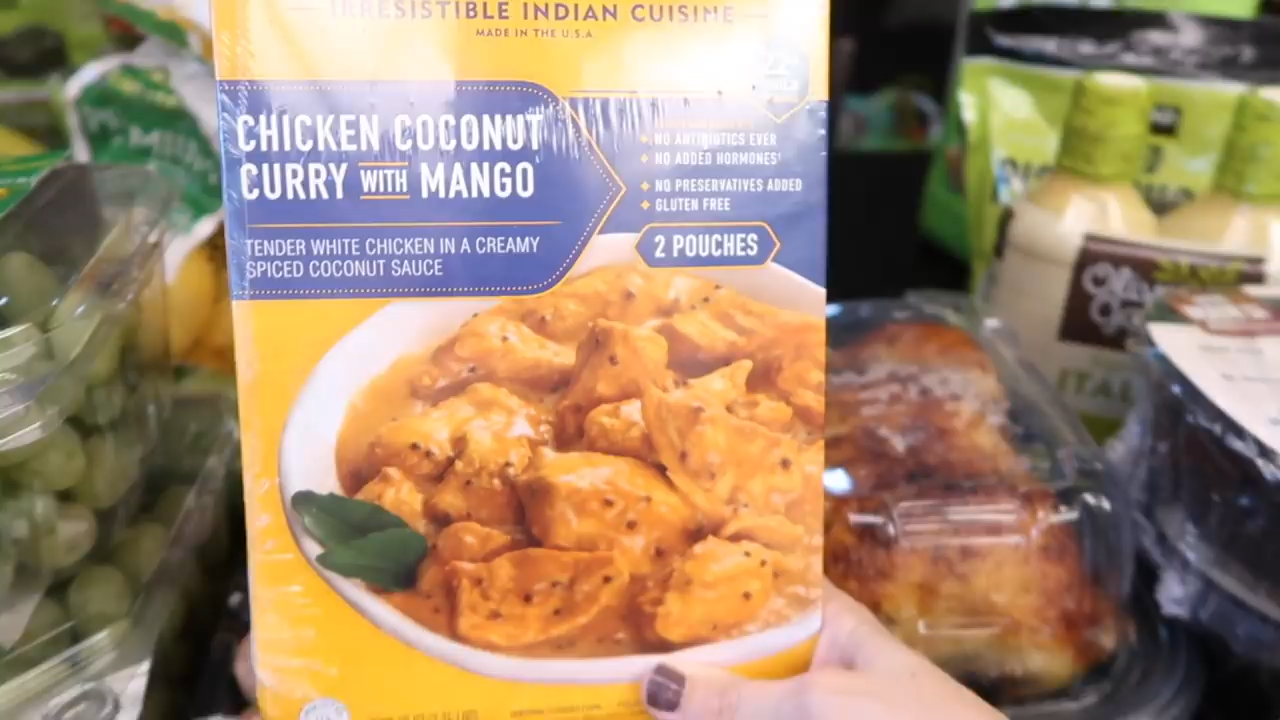 IRRESISTIBLE INDIAN CUISINE
MADE IN THE U.S.A.
CHICKEN COCONUT
CURRY WITH MANGO
TENDER WHITE CHICKEN IN A CREAMY
SPICED COCONUT SAUCE
NO ANTIBIOTICS EVER
NO ADDED HORMONES
NO PRESERVATIVES ADDED
GLUTEN FREE
2 POUCHES
ITAL